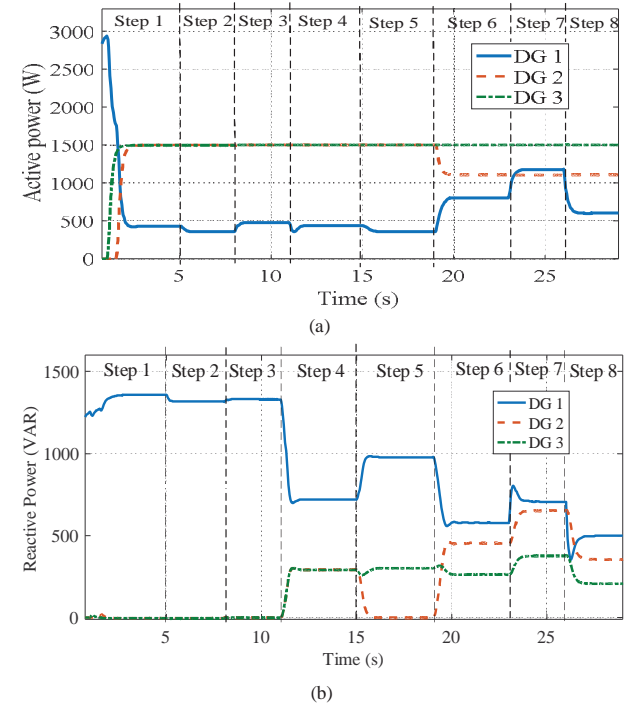 Step 1 Step 2 Step 3 Step 4 Step 5 Step 6 Step 7 Step 8
3000
2500
2000
1500
1000
500
0
Active power (W)
DG 1
DG 2
DG 3
5 10 15 20 25
Time (s)
(a)
Step 1 Step 2 Step 3 Step 4 Step 5 Step 6 Step 7 Step 8
1500
1000
500
0
Reactive Power (VAR)
DG 1
DG 2
DG 3
5 10 15 20 25
Time (s)
(b)